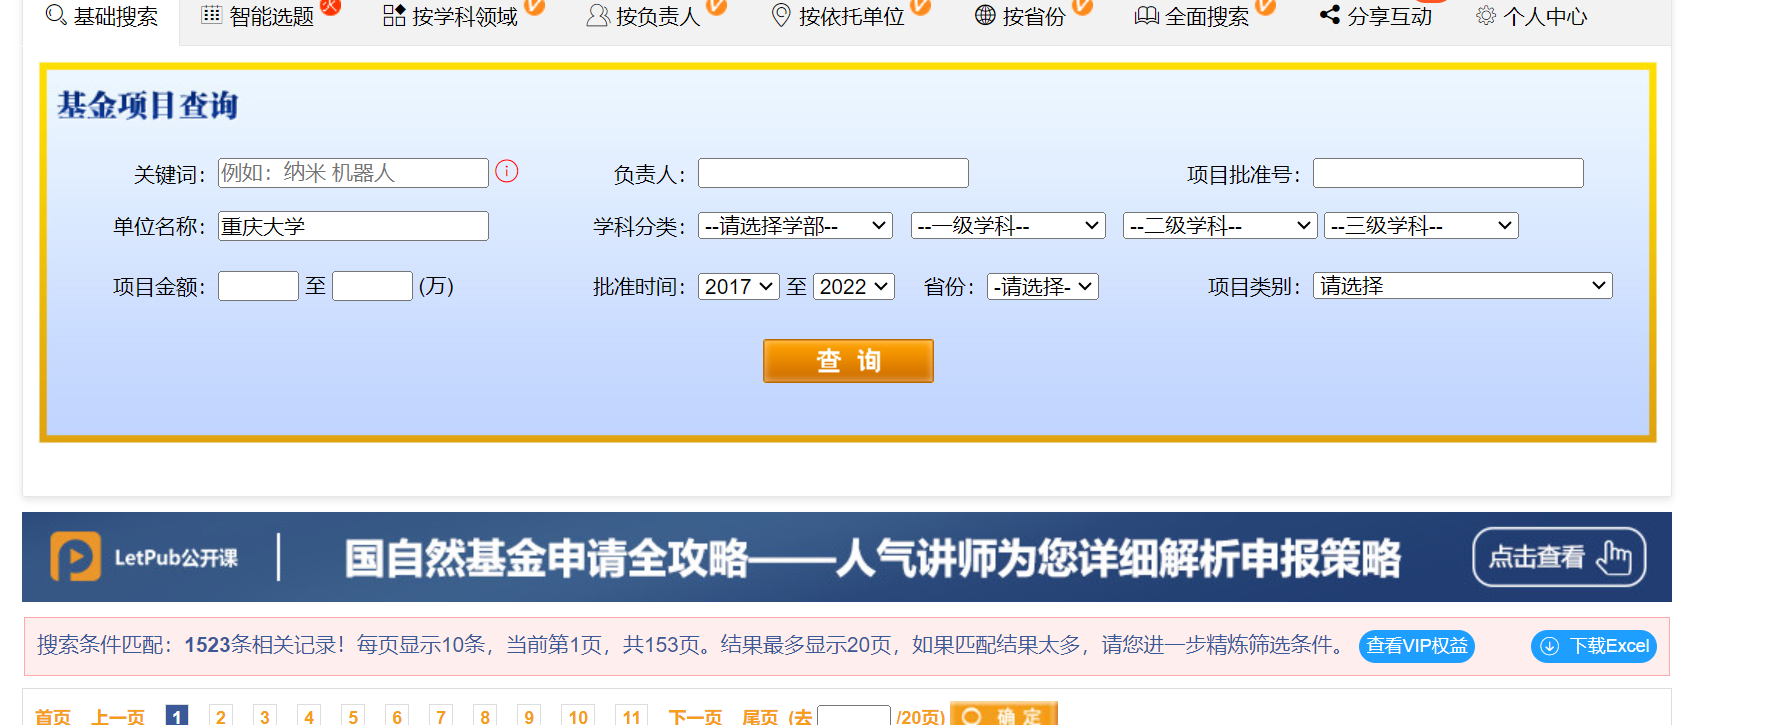 基础搜索 智能选题 火 按学科领域 按负责人 按依托单位 按省份 全面搜索 分享互动 个人中心
基金项目查询
关键词： 例如：纳米 机器人 负责人： 项目批准号：
单位名称： 重庆大学 学科分类： --请选择学部-- --一级学科-- --二级学科-- --三级学科--
项目金额： 至 (万) 批准时间： 2017 至 2022 省份： -请选择- 项目类别： 请选择
查 询
LetPub公开课 国自然基金申请全攻略——人气讲师为您详细解析申报策略 点击查看
搜索条件匹配：1523条相关记录！每页显示10条，当前第1页，共153页。结果最多显示20页，如果匹配结果太多，请您进一步精炼筛选条件。 查看VIP权益 下载Excel
首页 上一页 1 2 3 4 5 6 7 8 9 10 11 下一页 尾页 (去 /20页) 确 定